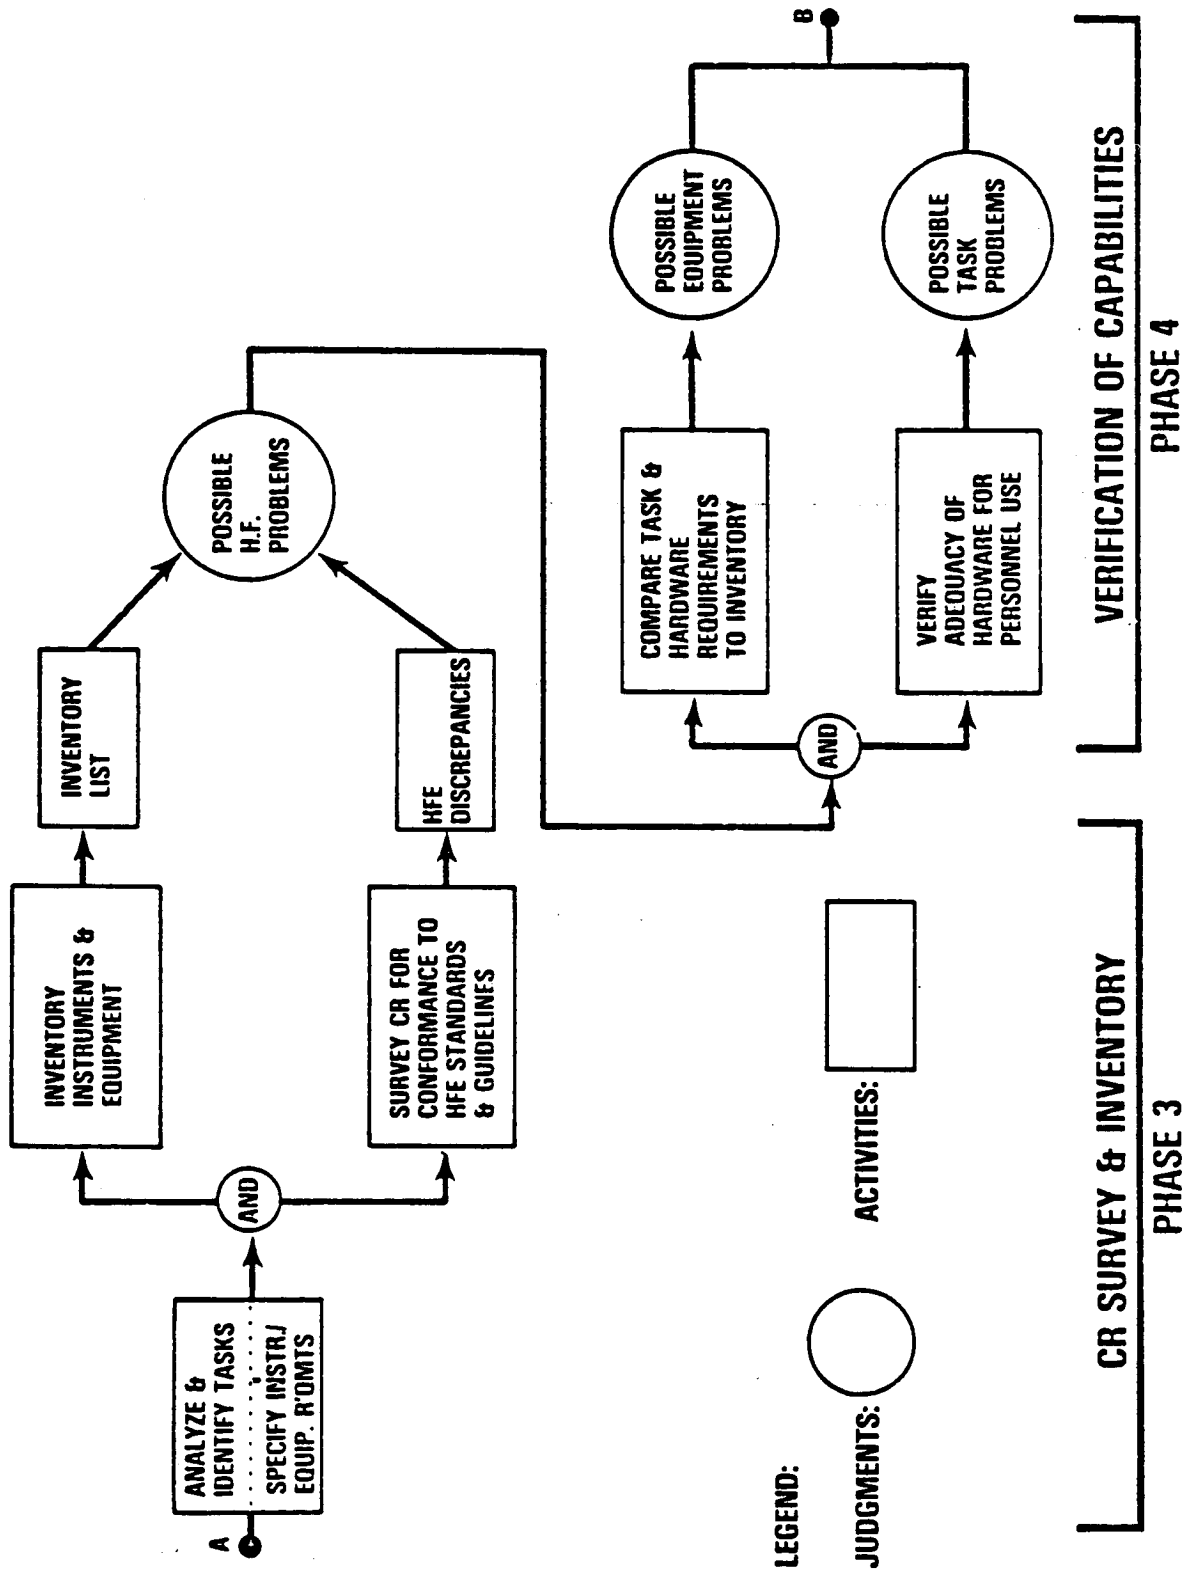 A
ANALYZE &
IDENTIFY TASKS
SPECIFY INSTR./
EQUIP. R'QMTS
AND
INVENTORY
INSTRUMENTS &
EQUIPMENT
INVENTORY
LIST
SURVEY CR FOR
CONFORMANCE TO
HFE STANDARDS
& GUIDELINES
HFE
DISCREPANCIES
POSSIBLE
H.F.
PROBLEMS
AND
COMPARE TASK &
HARDWARE
REQUIREMENTS
TO INVENTORY
POSSIBLE
EQUIPMENT
PROBLEMS
VERIFY
ADEQUACY OF
HARDWARE FOR
PERSONNEL USE
POSSIBLE
TASK
PROBLEMS
B
LEGEND:
JUDGMENTS:
ACTIVITIES:
CR SURVEY & INVENTORY
PHASE 3
VERIFICATION OF CAPABILITIES
PHASE 4